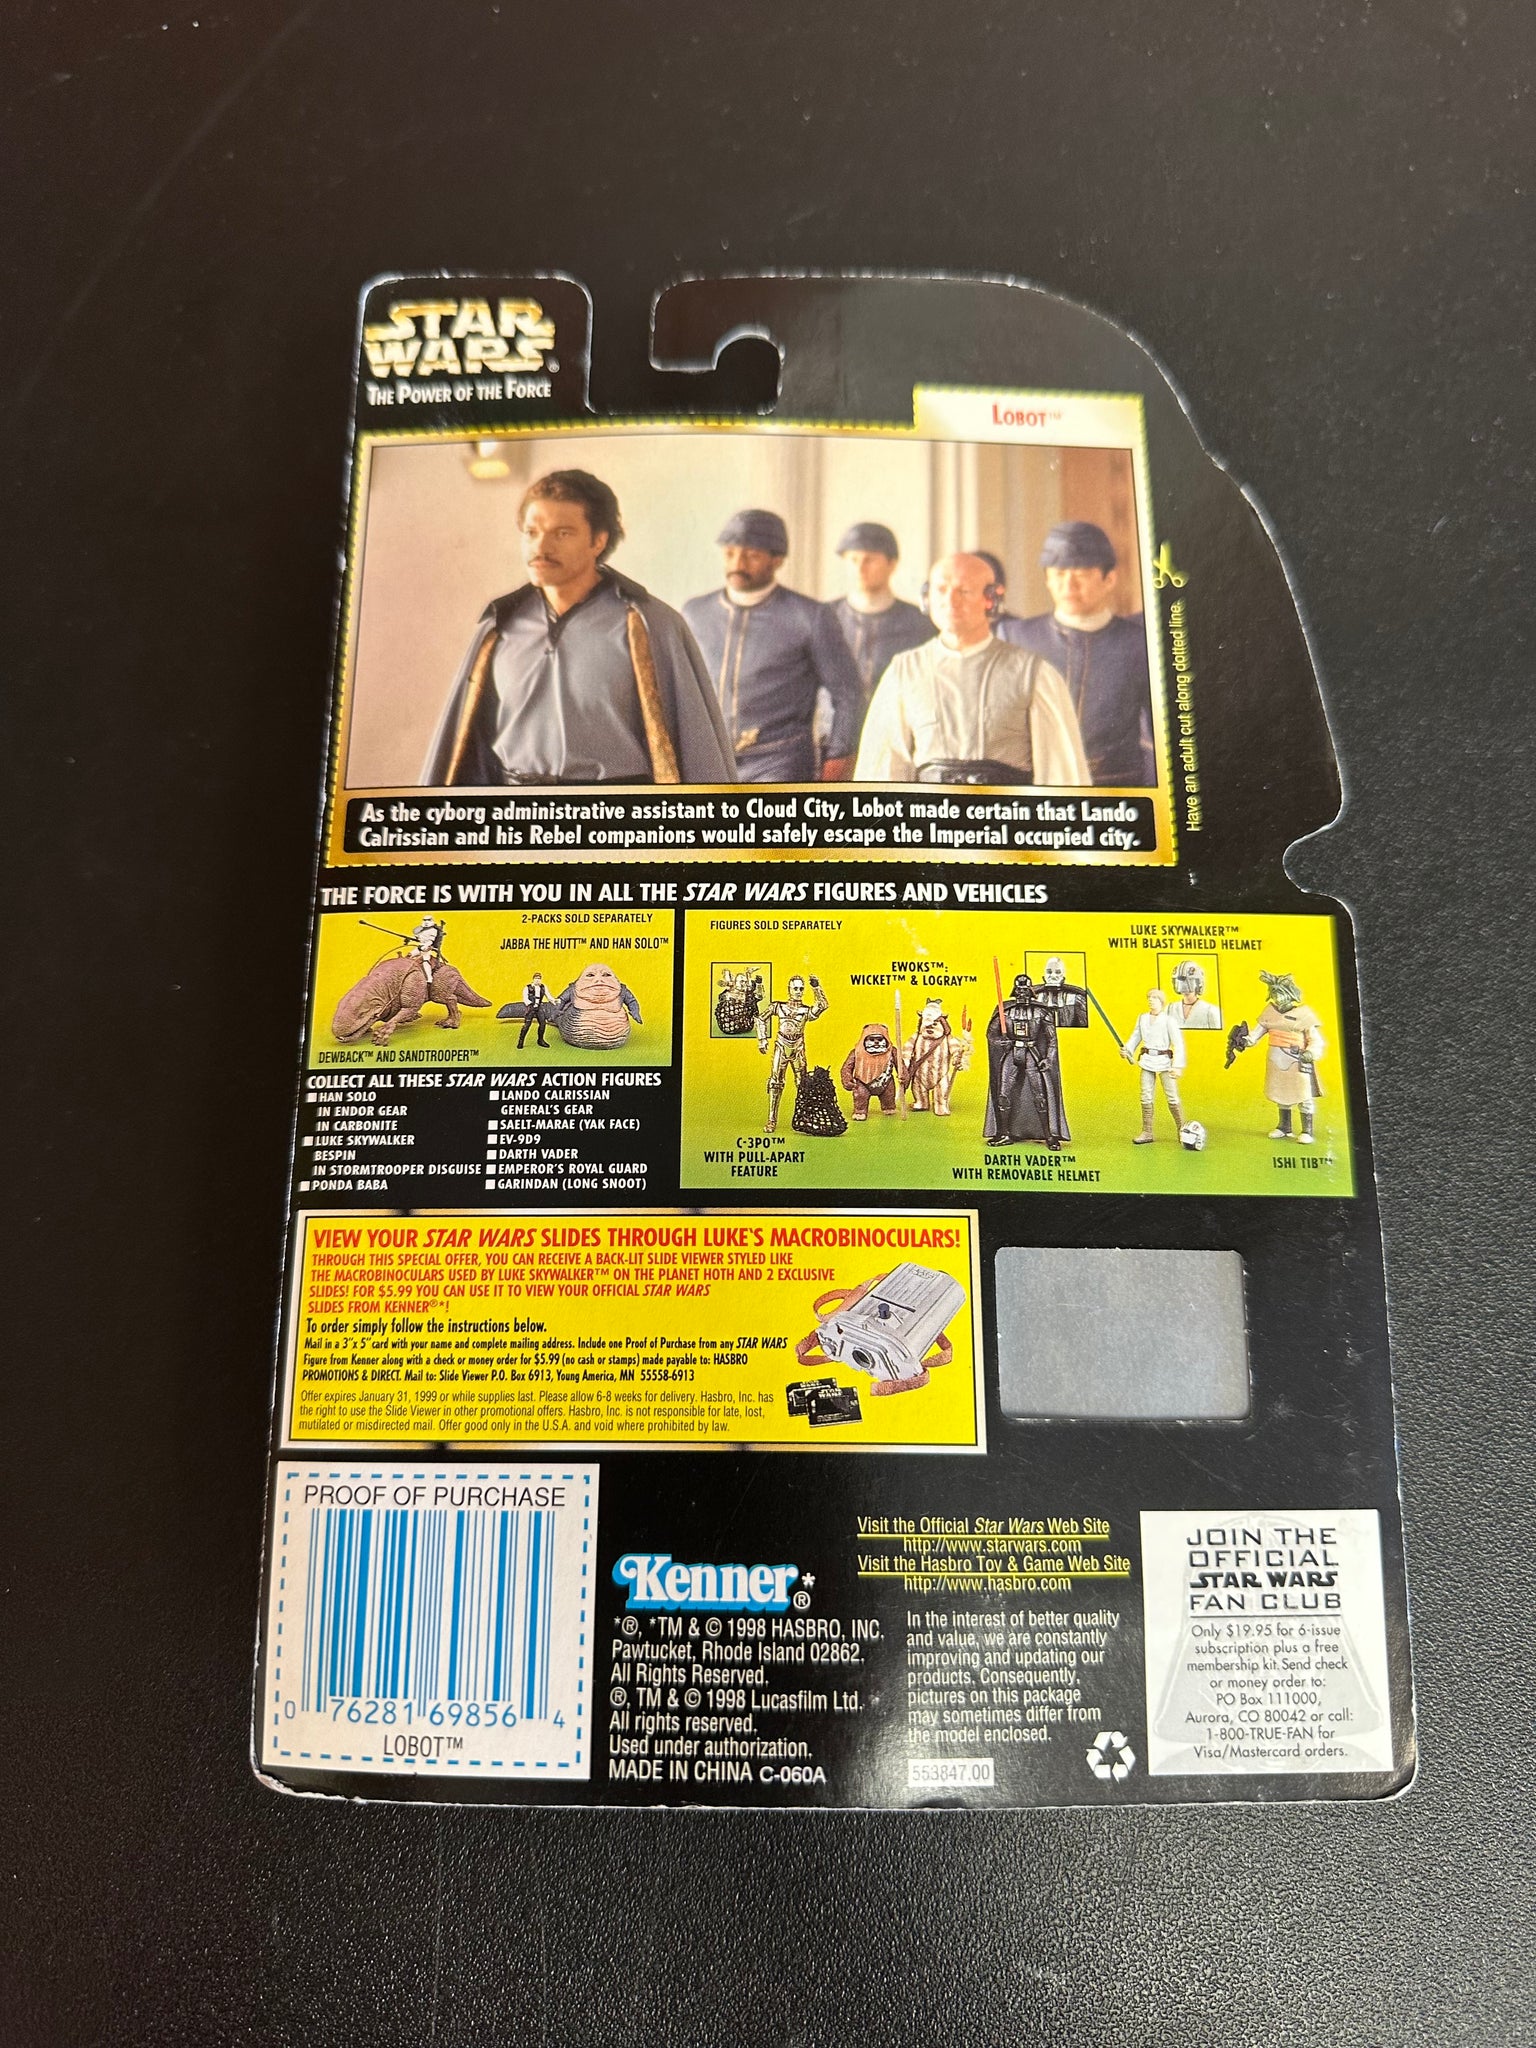 STAR
WARS®
THE POWER OF THE FORCE
LOBOT™
Have an adult cut along dotted line.
As the cyborg administrative assistant to Cloud City, Lobot made certain that Lando
Calrissian and his Rebel companions would safely escape the Imperial occupied city.
THE FORCE IS WITH YOU IN ALL THE STAR WARS FIGURES AND VEHICLES
2-PACKS SOLD SEPARATELY
JABBA THE HUTT™ AND HAN SOLO™
DEWBACK™ AND SANDTROOPER™
FIGURES SOLD SEPARATELY
EWOKS™:
WICKET™ & LOGRAY™
LUKE SKYWALKER™
WITH BLAST SHIELD HELMET
C-3PO™
WITH PULL-APART
FEATURE
DARTH VADER™
WITH REMOVABLE HELMET
ISHI TIB™
COLLECT ALL THESE STAR WARS ACTION FIGURES
HAN SOLO
IN ENDOR GEAR
IN CARBONITE
LUKE SKYWALKER
BESPIN
IN STORMTROOPER DISGUISE
PONDA BABA
LANDO CALRISSIAN
GENERAL'S GEAR
SAELT-MARAE (YAK FACE)
EV-9D9
DARTH VADER
EMPEROR'S ROYAL GUARD
GARINDAN (LONG SNOOT)
VIEW YOUR STAR WARS SLIDES THROUGH LUKE'S MACROBINOCULARS!
THROUGH THIS SPECIAL OFFER, YOU CAN RECEIVE A BACK-LIT SLIDE VIEWER STYLED LIKE
THE MACROBINOCULARS USED BY LUKE SKYWALKER™ ON THE PLANET HOTH AND 2 EXCLUSIVE
SLIDES! FOR $5.99 YOU CAN USE IT TO VIEW YOUR OFFICIAL STAR WARS
SLIDES FROM KENNER®*!
To order simply follow the instructions below.
Mail in a 3"x 5" card with your name and complete mailing address. Include one Proof of Purchase from any STAR WARS
Figure from Kenner along with a check or money order for $5.99 (no cash or stamps) made payable to: HASBRO
PROMOTIONS & DIRECT. Mail to: Slide Viewer P.O. Box 6913, Young America, MN 55558-6913
Offer expires January 31, 1999 or while supplies last. Please allow 6-8 weeks for delivery. Hasbro, Inc. has
the right to use the Slide Viewer in other promotional offers. Hasbro, Inc. is not responsible for late, lost,
mutilated or misdirected mail. Offer good only in the U.S.A. and void where prohibited by law.
PROOF OF PURCHASE
0 76281 69856 4
LOBOT™
Kenner®*
*®, *TM & © 1998 HASBRO, INC.
Pawtucket, Rhode Island 02862.
All Rights Reserved.
®, TM & © 1998 Lucasfilm Ltd.
All rights reserved.
Used under authorization.
MADE IN CHINA C-060A
Visit the Official Star Wars Web Site
http://www.starwars.com
Visit the Hasbro Toy & Game Web Site
http://www.hasbro.com
In the interest of better quality
and value, we are constantly
improving and updating our
products. Consequently,
pictures on this package
may sometimes differ from
the model enclosed.
553847.00
JOIN THE
OFFICIAL
STAR WARS
FAN CLUB
Only $19.95 for 6-issue
subscription plus a free
membership kit. Send check
or money order to:
PO Box 111000,
Aurora, CO 80042 or call:
1-800-TRUE-FAN for
Visa/Mastercard orders.